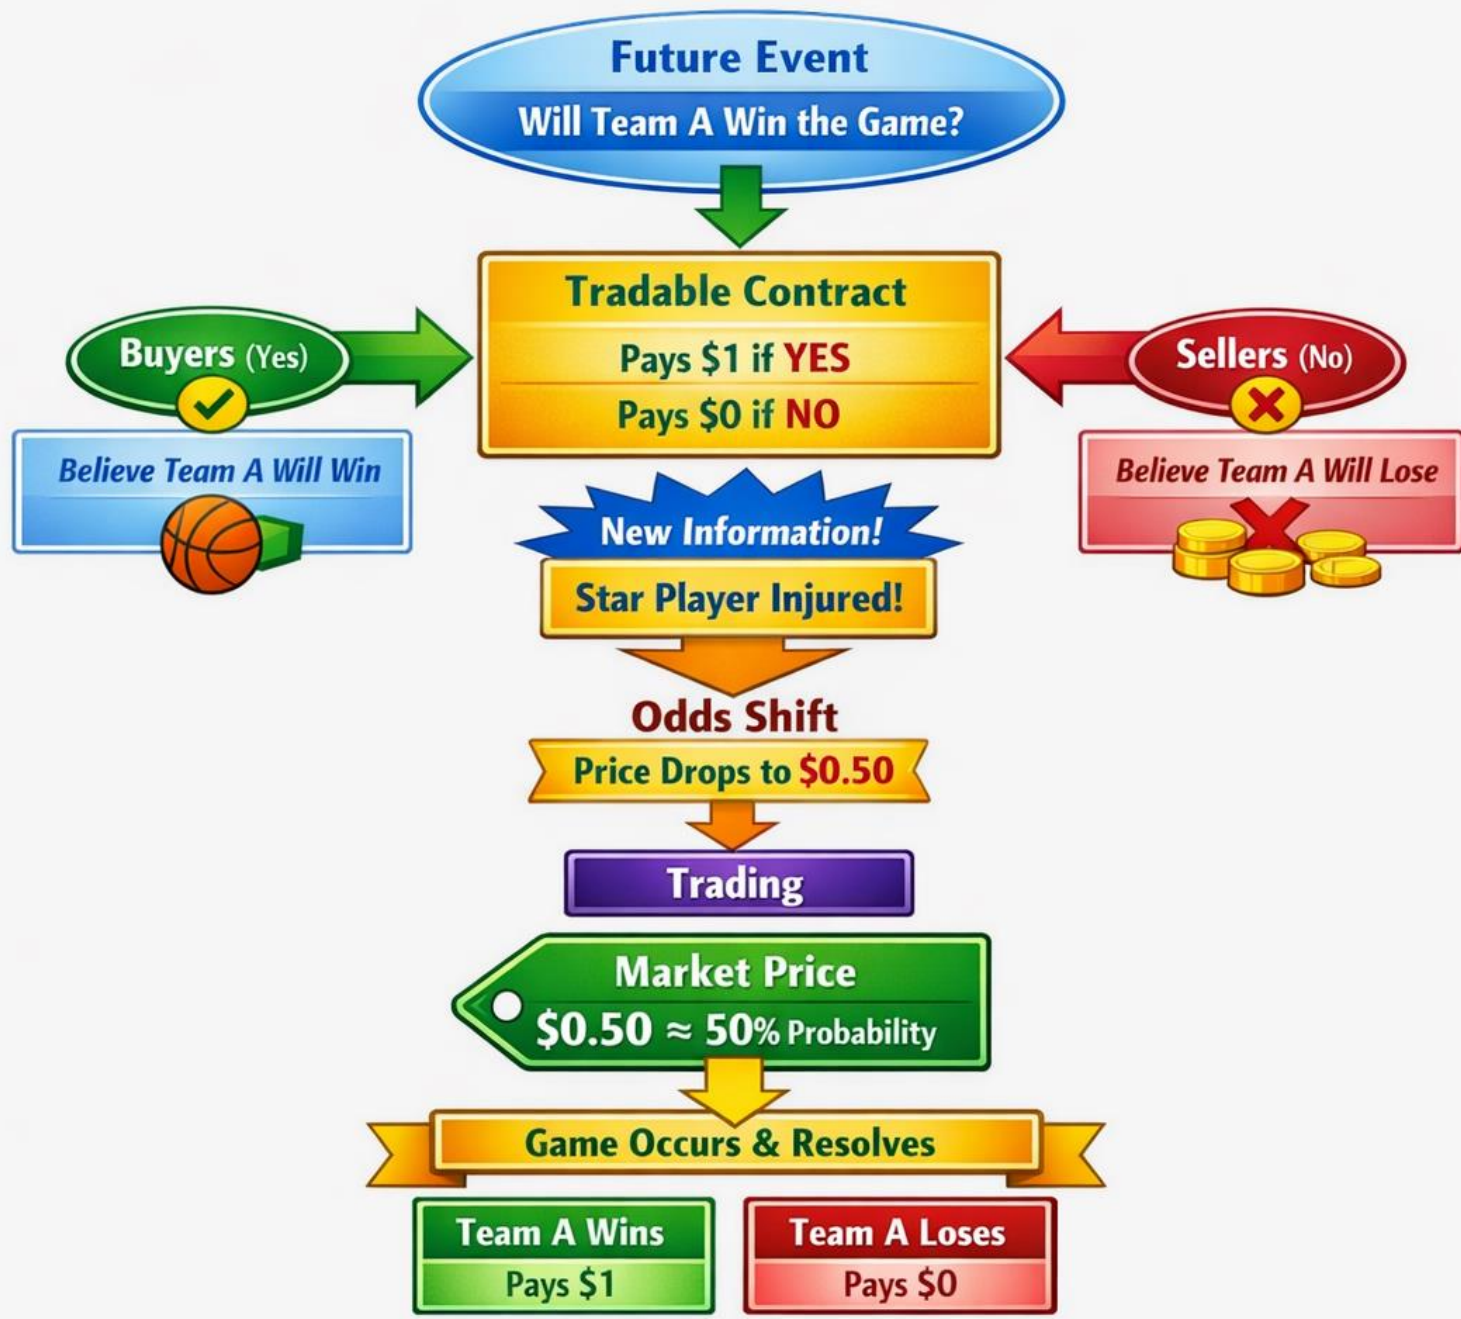 Future Event
Will Team A Win the Game?
Tradable Contract
Pays $1 if YES
Pays $0 if NO
Buyers (Yes)
Believe Team A Will Win
Sellers (No)
Believe Team A Will Lose
New Information!
Star Player Injured!
Odds Shift
Price Drops to $0.50
Trading
Market Price
$0.50 ≈ 50% Probability
Game Occurs & Resolves
Team A Wins
Pays $1
Team A Loses
Pays $0